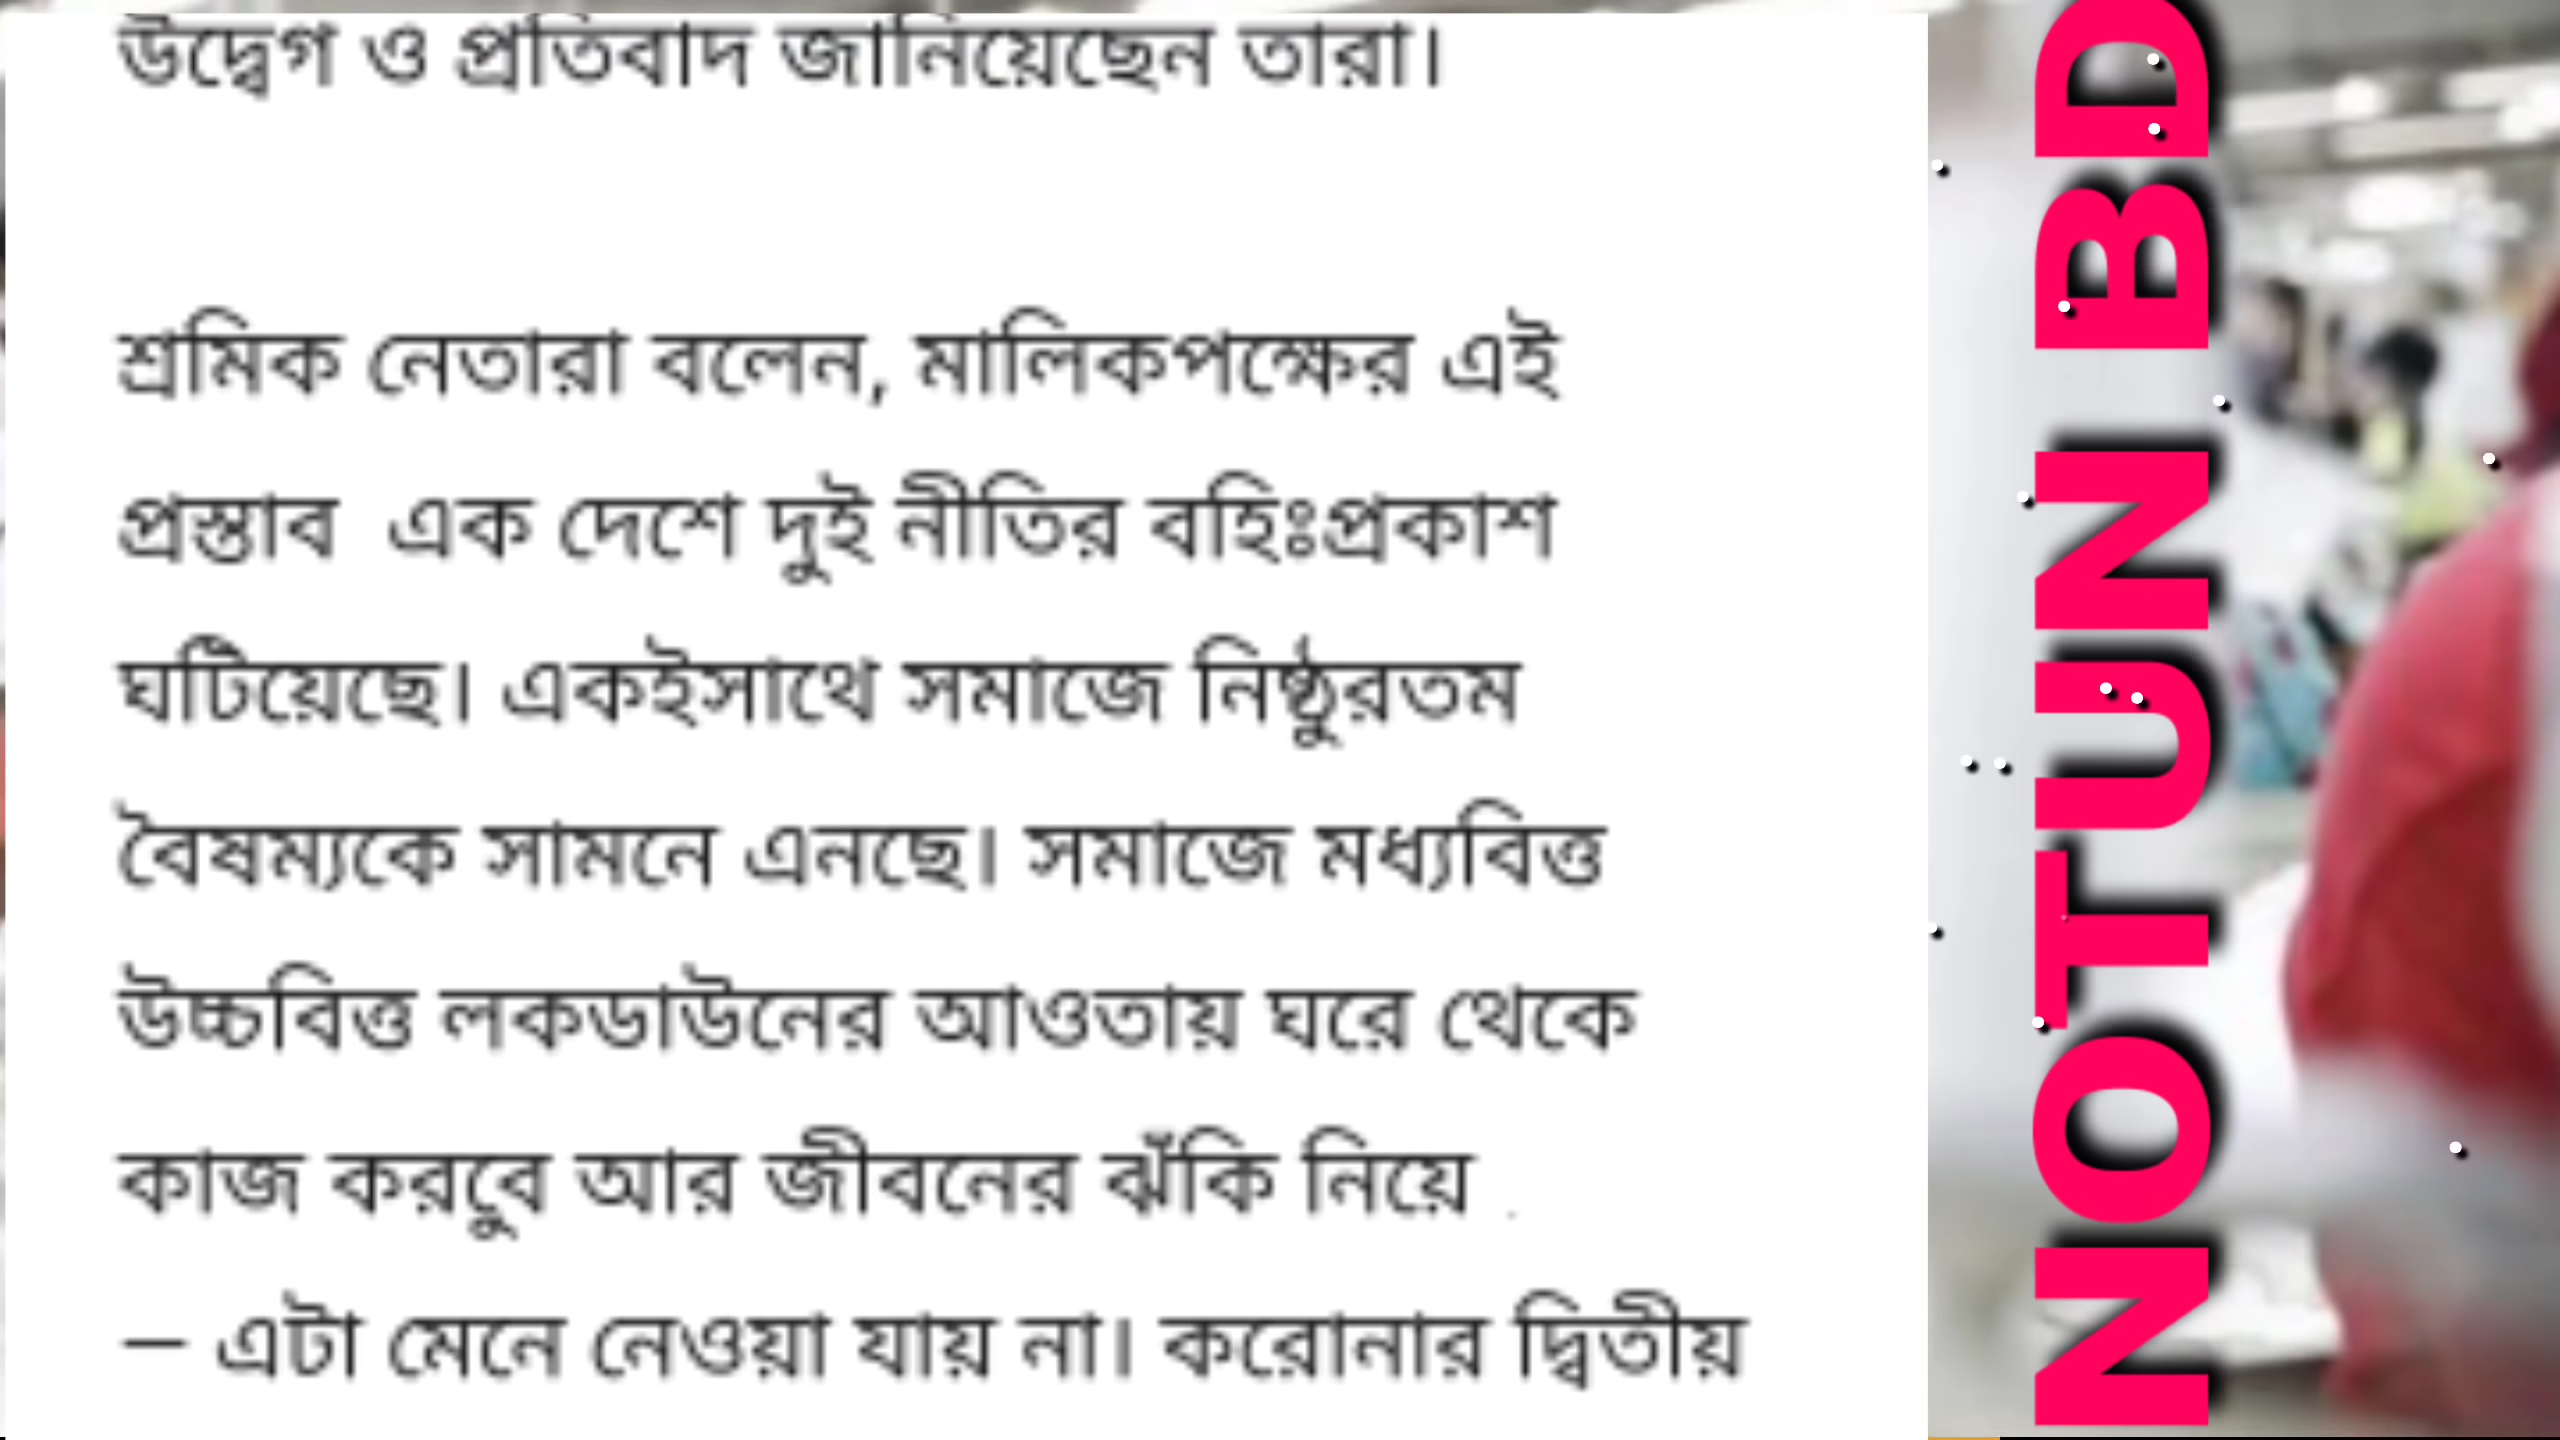 উদ্বেগ ও প্রতিবাদ জানিয়েছেন তারা।
শ্রমিক নেতারা বলেন, মালিকপক্ষের এই
প্রস্তাব এক দেশে দুই নীতির বহিঃপ্রকাশ
ঘটিয়েছে। একইসাথে সমাজে নিষ্ঠুরতম
বৈষম্যকে সামনে এনছে। সমাজে মধ্যবিত্ত
উচ্চবিত্ত লকডাউনের আওতায় ঘরে থেকে
কাজ করবুে আর জীবনের ঝঁকি নিয়ে
– এটা মেনে নেওয়া যায় না। করোনার দ্বিতীয়
NOTUN BD